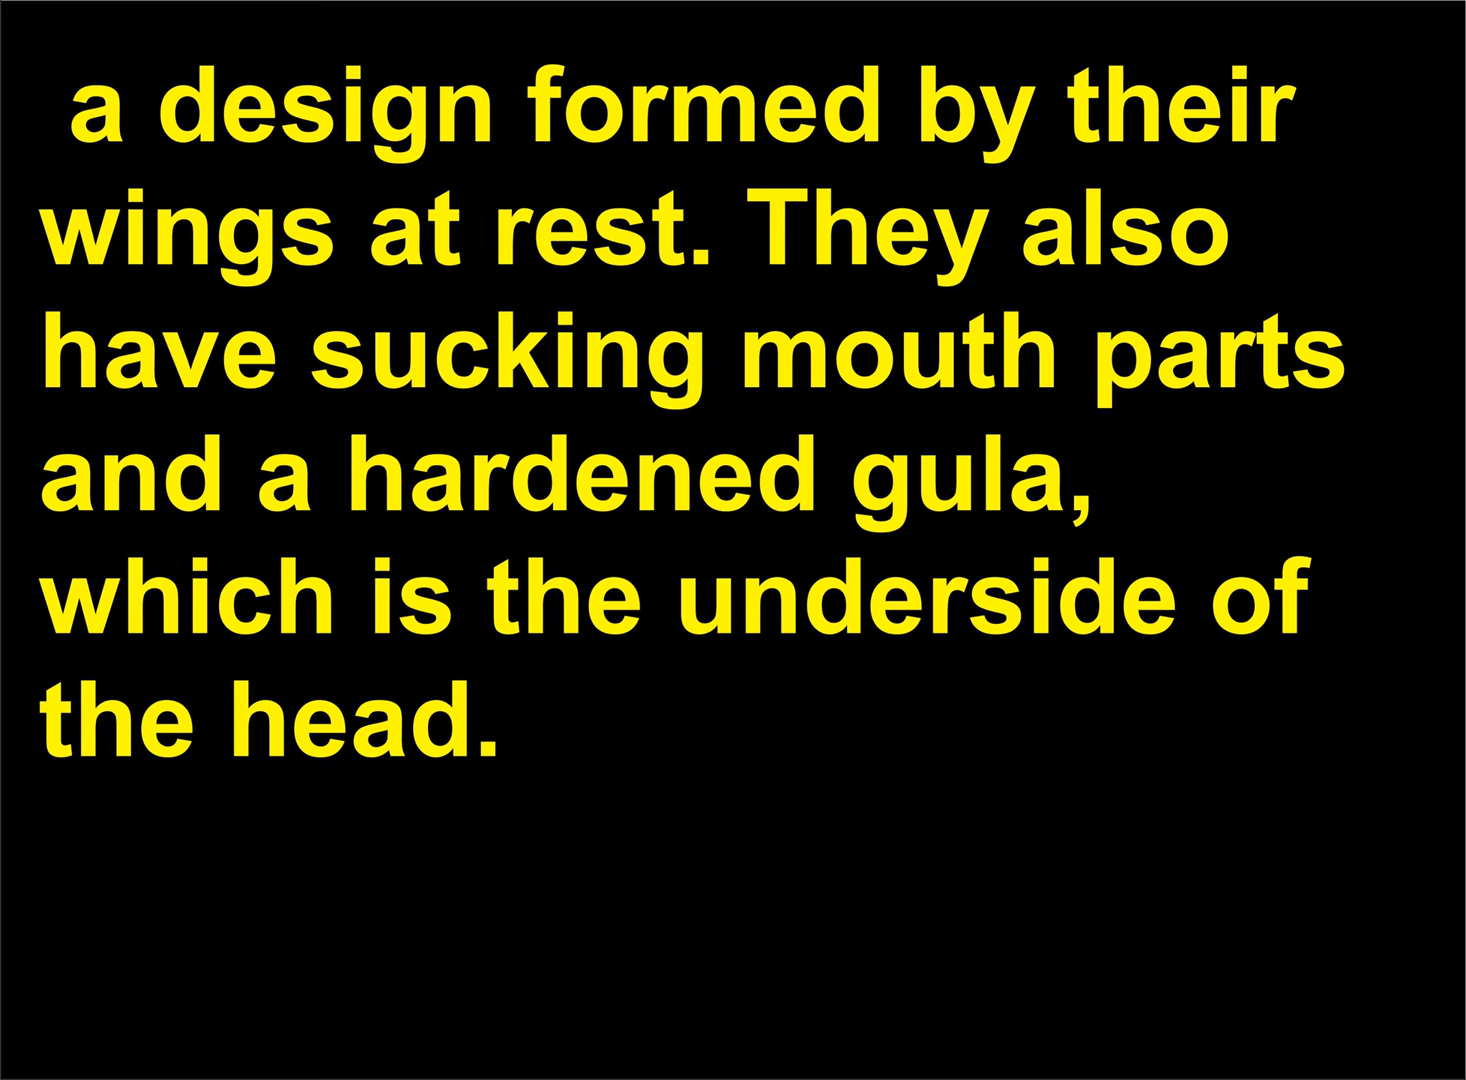 a design formed by their
wings at rest. They also
have sucking mouth parts
and a hardened gula,
which is the underside of
the head.